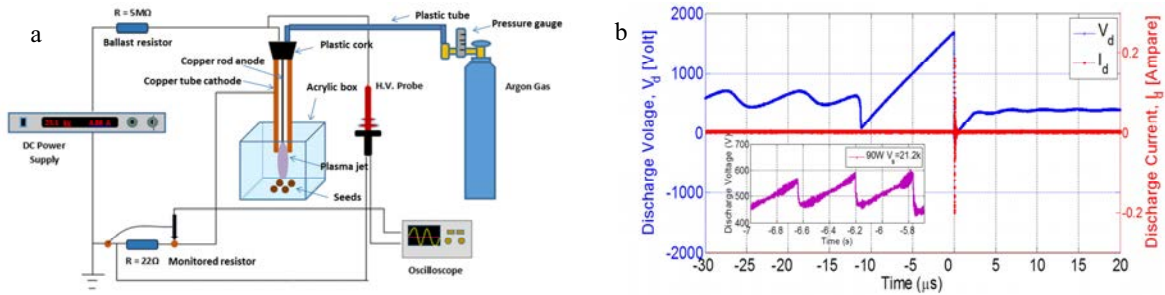 a
R = 5MΩ
Ballast resistor
Plastic tube
Pressure gauge
Plastic cork
Copper rod anode
Copper tube cathode
Acrylic box
H.V. Probe
Argon Gas
DC Power
Supply
Plasma jet
Seeds
R = 22Ω
Monitored resistor
Oscilloscope
b
Discharge Volage, V_d [Volt]
2000
1000
0
-1000
-2000
V_d
I_d
Discharge Current, I_d [Ampare]
0.2
0
-0.2
Discharge Voltage (V)
700
600
500
400
90W V_s=21.2k
-7
-6.8
-6.6
-6.4
-6.2
-6
-5.8
Time (s)
-30
-25
-20
-15
-10
-5
0
5
10
15
20
Time (μs)